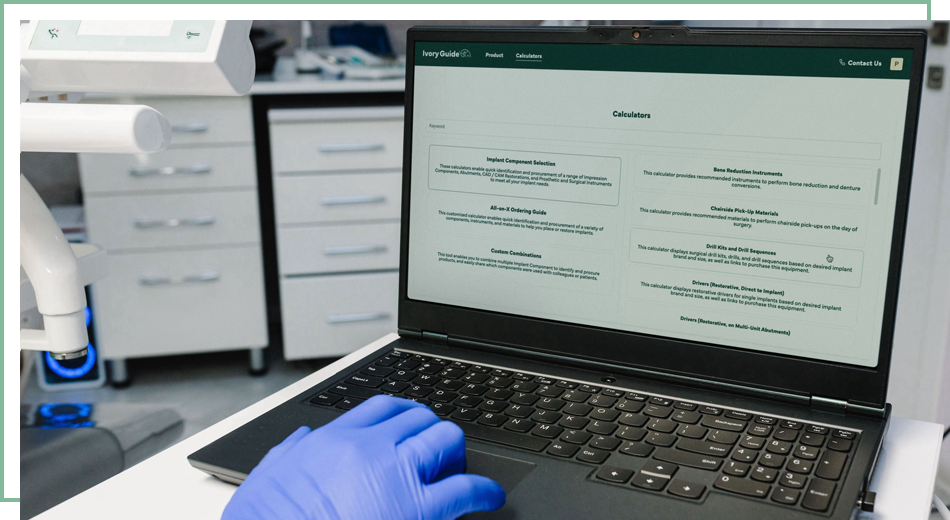 Ivory Guide
Product
Calculators
Contact Us
P
Calculators
Keyword
Implant Component Selection
These calculators enable quick identification and procurement of a range of Impression
Components, Abutments, CAD / CAM Restorations, and Prosthetic and Surgical Instruments
to meet all your implant needs.
All-on-X Ordering Guide
This customized calculator enables quick identification and procurement of a variety of
components, instruments, and materials to help you place or restore implants.
Custom Combinations
This tool enables you to combine multiple Implant Component to identify and procure
products, and easily share which components were used with colleagues or patients.
Bone Reduction Instruments
This calculator provides recommended instruments to perform bone reduction and denture
conversions.
Chairside Pick-Up Materials
This calculator provides recommended materials to perform chairside pick-ups on the day of
surgery.
Drill Kits and Drill Sequences
This calculator displays surgical drill kits, drills, and drill sequences based on desired implant
brand and size, as well as links to purchase this equipment.
Drivers (Restorative, Direct to Implant)
This calculator displays restorative drivers for single implants based on desired implant
brand and size, as well as links to purchase this equipment.
Drivers (Restorative, on Multi-Unit Abutments)